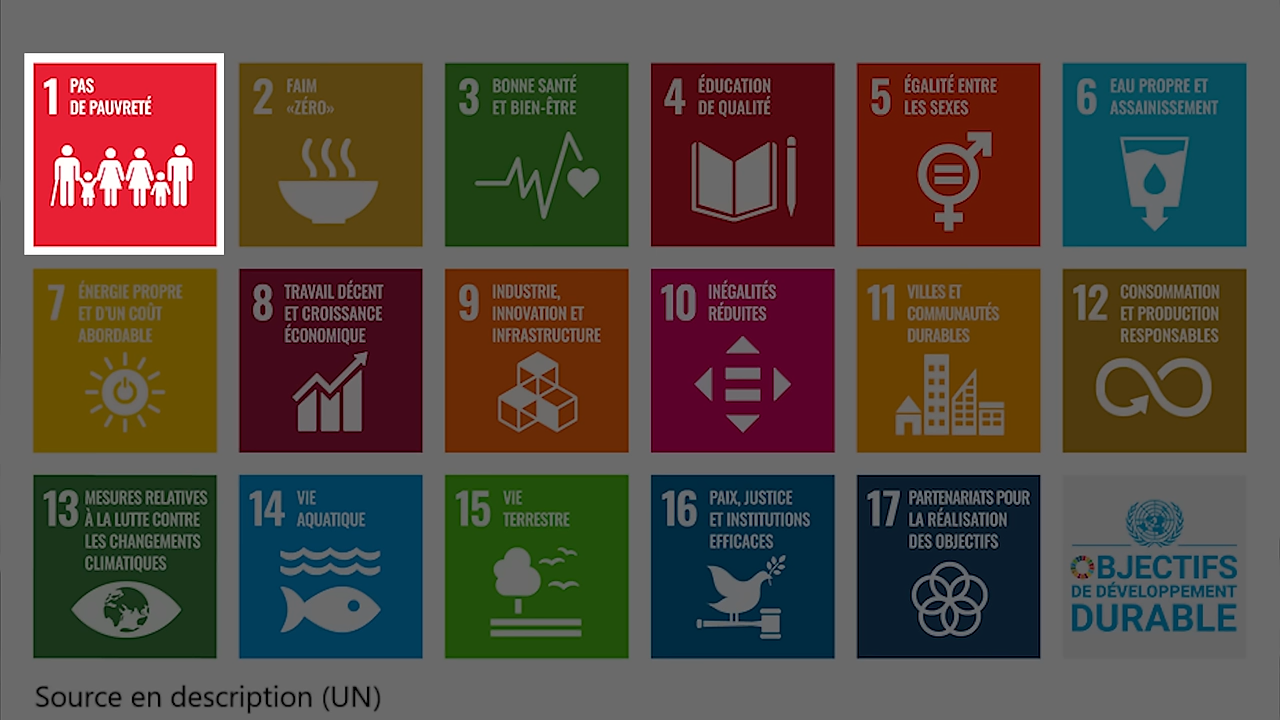 1 PAS
DE PAUVRETÉ
2 FAIM
«ZÉRO»
3 BONNE SANTÉ
ET BIEN-ÊTRE
4 ÉDUCATION
DE QUALITÉ
5 ÉGALITÉ ENTRE
LES SEXES
6 EAU PROPRE ET
ASSAINISSEMENT
7 ÉNERGIE PROPRE
ET D'UN COÛT
ABORDABLE
8 TRAVAIL DÉCENT
ET CROISSANCE
ÉCONOMIQUE
9 INDUSTRIE,
INNOVATION ET
INFRASTRUCTURE
10 INÉGALITÉS
RÉDUITES
11 VILLES ET
COMMUNAUTÉS
DURABLES
12 CONSOMMATION
ET PRODUCTION
RESPONSABLES
13 MESURES RELATIVES
À LA LUTTE CONTRE
LES CHANGEMENTS
CLIMATIQUES
14 VIE
AQUATIQUE
15 VIE
TERRESTRE
16 PAIX, JUSTICE
ET INSTITUTIONS
EFFICACES
17 PARTENARIATS POUR
LA RÉALISATION
DES OBJECTIFS
OBJECTIFS
DE DÉVELOPPEMENT
DURABLE
Source en description (UN)